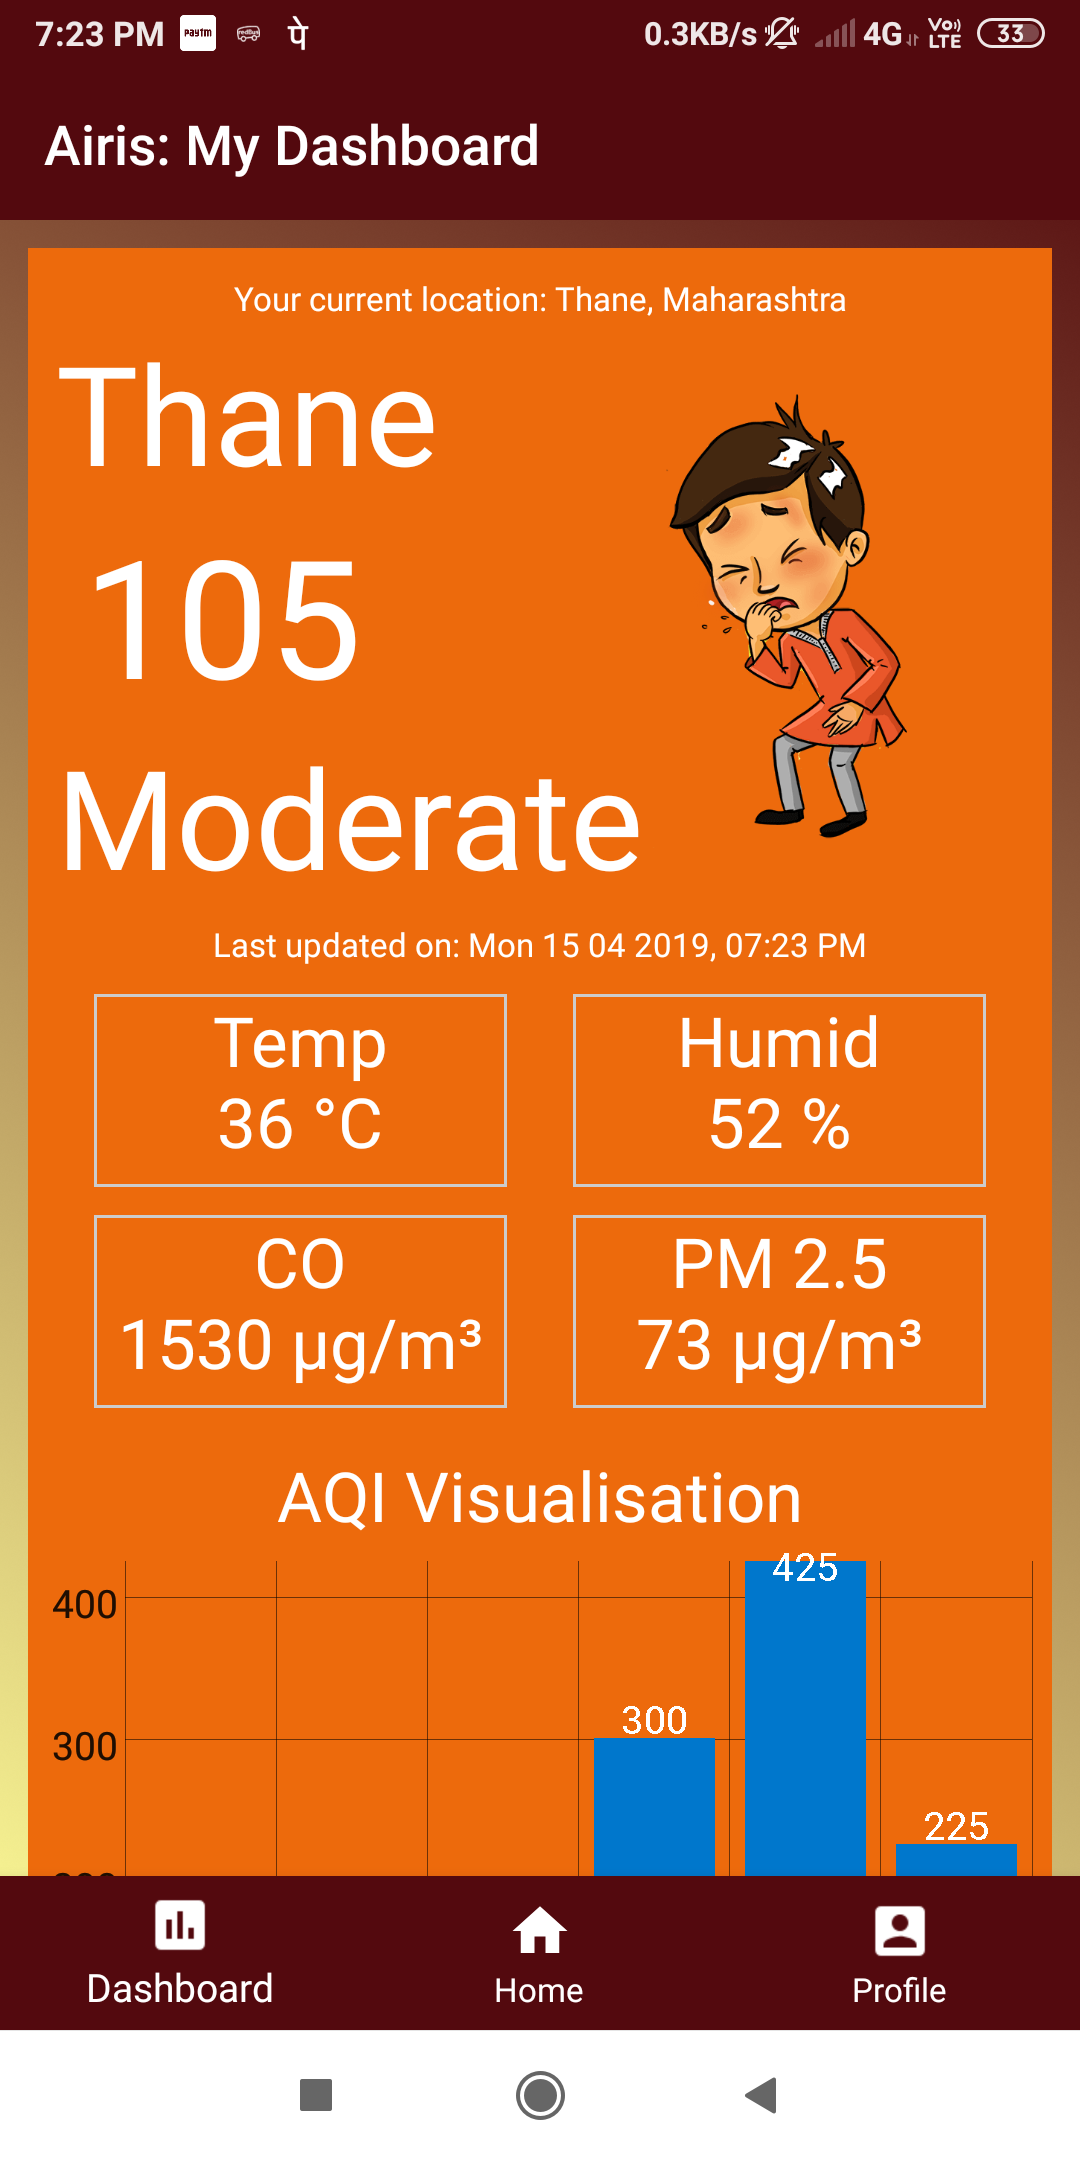 7:23 PM paytm redBus पे 0.3KB/s 4G Vo) LTE 33
Airis: My Dashboard
Your current location: Thane, Maharashtra
Thane
105
Moderate
Last updated on: Mon 15 04 2019, 07:23 PM
Temp
36 °C
Humid
52 %
CO
1530 µg/m³
PM 2.5
73 µg/m³
AQI Visualisation
425
400
300
300
225
Dashboard
Home
Profile